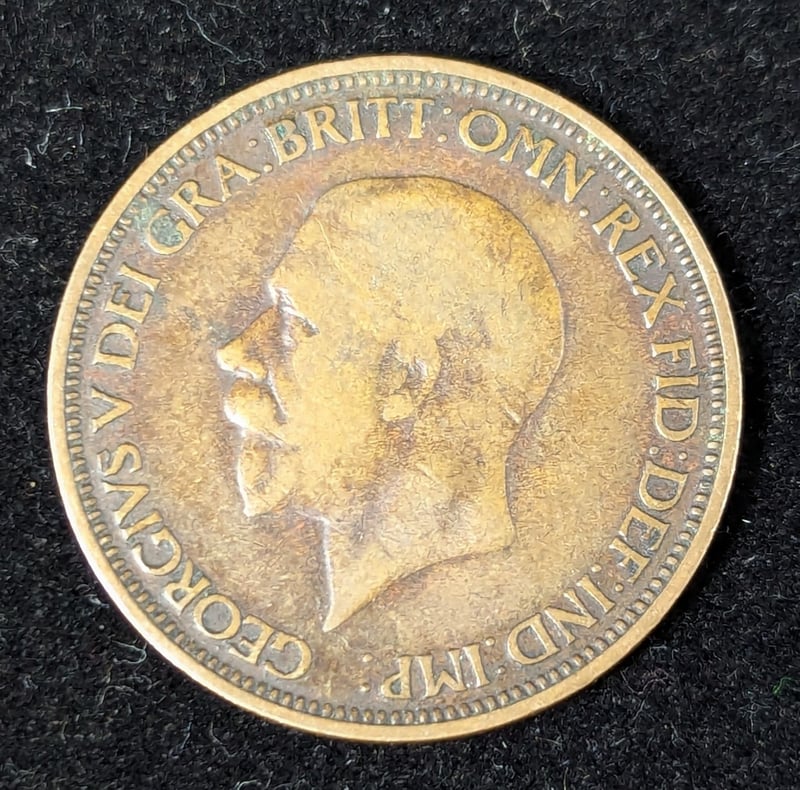 GEORGIVS V DEI GRA: BRITT: OMN: REX FID: DEF: IND: IMP: